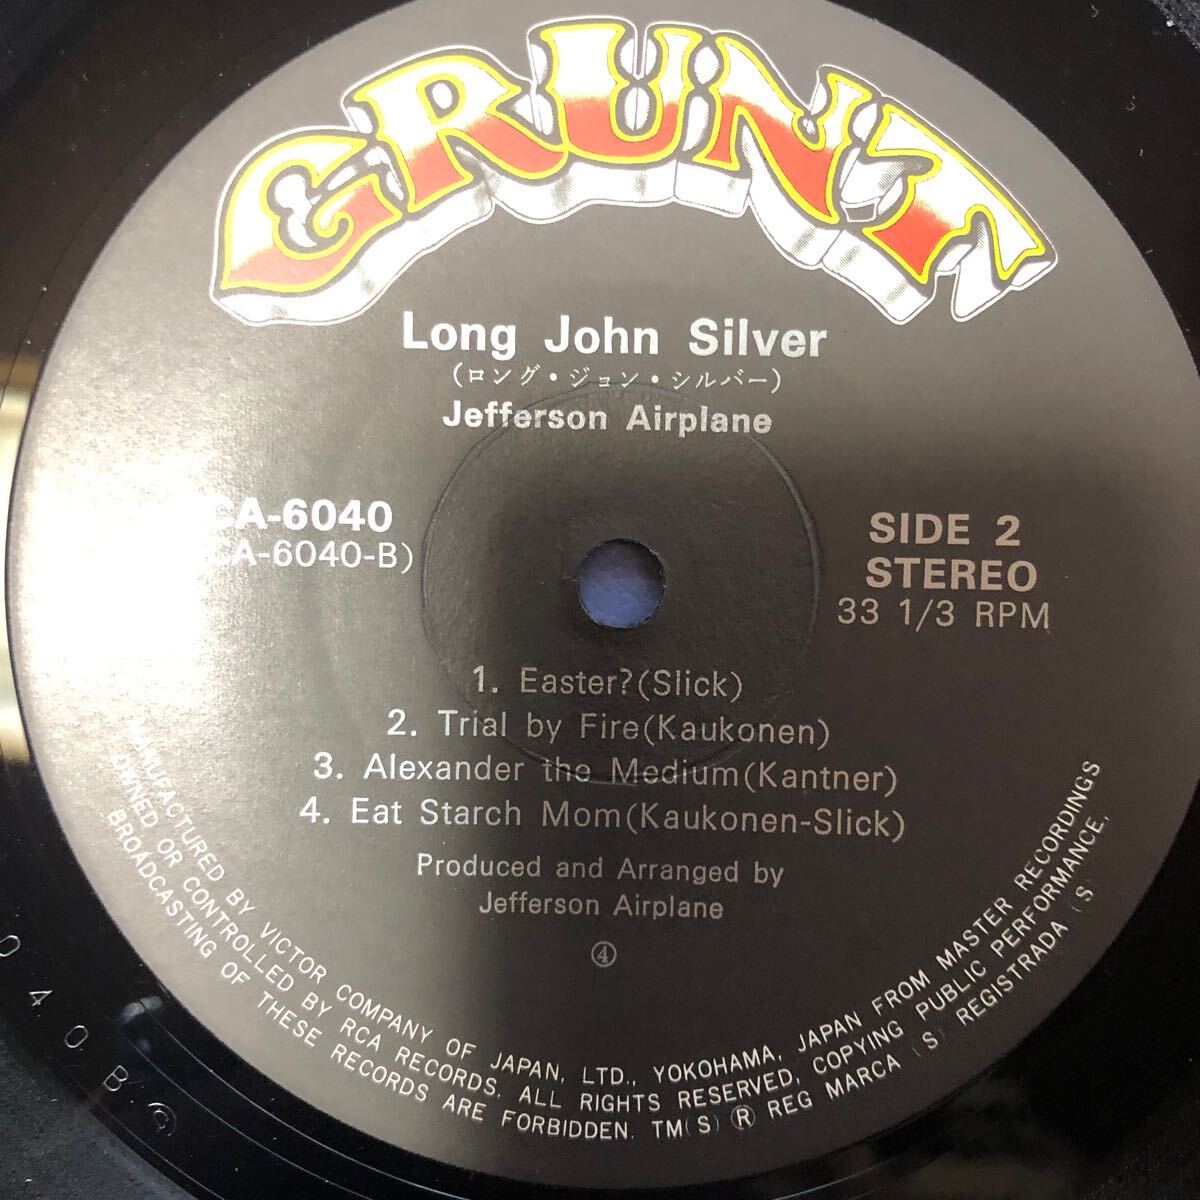 GRUNT
Long John Silver
(ロング・ジョン・シルバー)
Jefferson Airplane
CA-6040
CA-6040-B)
SIDE 2
STEREO
33 1/3 RPM
1. Easter?(Slick)
2. Trial by Fire(Kaukonen)
3. Alexander the Medium(Kantner)
4. Eat Starch Mom(Kaukonen-Slick)
Produced and Arranged by
Jefferson Airplane
④
MANUFACTURED BY VICTOR COMPANY OF JAPAN, LTD., YOKOHAMA, JAPAN FROM MASTER RECORDINGS
OWNED OR CONTROLLED BY RCA RECORDS. ALL RIGHTS RESERVED, COPYING PUBLIC PERFORMANCE,
BROADCASTING OF THESE RECORDS ARE FORBIDDEN. TM(S) ® REG MARCA (S) REGISTRADA (S)
040B